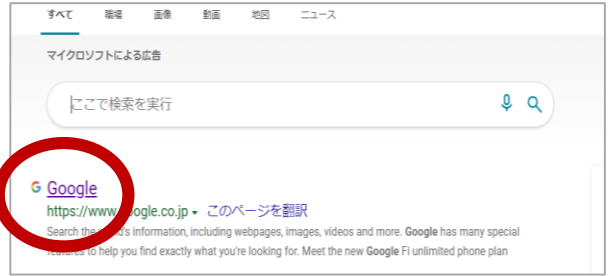 すべて 職場 画像 動画 地図 ニュース
マイクロソフトによる広告
ここで検索を実行
Google
https://www. oogle.co.jp このページを翻訳
Search the 's information, including webpages, images, videos and more. Google has many special
to help you find exactly what you're looking for. Meet the new Google Fi unlimited phone plan